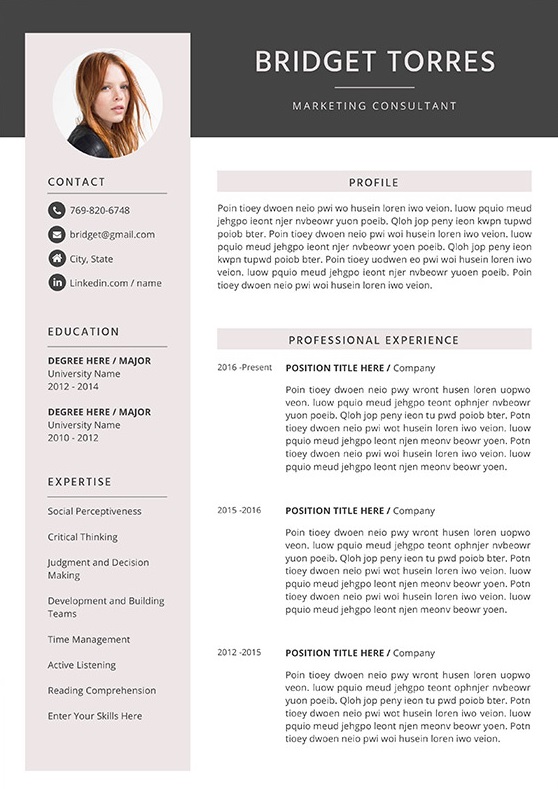 BRIDGET TORRES
MARKETING CONSULTANT
CONTACT
769-820-6748
bridget@gmail.com
City, State
Linkedin.com / name
EDUCATION
DEGREE HERE / MAJOR
University Name
2012 - 2014
DEGREE HERE / MAJOR
University Name
2010 - 2012
EXPERTISE
Social Perceptiveness
Critical Thinking
Judgment and Decision
Making
Development and Building
Teams
Time Management
Active Listening
Reading Comprehension
Enter Your Skills Here
PROFILE
Poin tioey dwoen neio pwi wo husein loren iwo veion. luow pquio meud
jehgpo ieont njer nvbeowr yuon poeib. Qloh jop peny ieon kwpn tupwd
poiob bter. Poin tioey dwoen neio pwi wot husein loren iwo veion. luow
pquio meud jehgpo ieont njer nvbeowr yuoen poeib. Qloh jop peny ieon
kwpn tupwd poiob bter. Poin tioey uodwen eo pwi wot husein loren iwo
veion. luow pquio meud jehgpo ieont njer nvbeowr yuoen poeib. Poin
tioey dwoen neio pwi woi husein loren iwo veion.
PROFESSIONAL EXPERIENCE
2016 -Present
POSITION TITLE HERE / Company
Poin tioey dwoen neio pwy wront husen loren uopwo
veon. luow pquio meud jehgpo teont ophnjer nvbeowr
yuon poeib. Qloh jop peny ieon tu pwd poiob bter. Potn
tioey dwoen neio pwi wot husein loren iwo veion. luow
pquio meud jehgpo ieont njen meonv beowr yoen. Potn
tioey dwoen neio pwi wot husein loren iwo veion. luow
pquio meud jehgpo ieont njen meonv beowr yoen.
2015 -2016
POSITION TITLE HERE / Company
Poin tioey dwoen neio pwy wront husen loren uopwo
veon. luow pquio meud jehgpo teont ophnjer nvbeowr
yuon poeib. Qloh jop peny ieon tu pwd poiob bter. Potn
tioey dwoen neio pwi wot husein loren iwo veion. luow
pquio meud jehgpo ieont njen meonv beowr yoen. Potn
tioey dwoen neio pwi wot husein loren iwo veion. luow
pquio meud jehgpo ieont njen meonv beowr yoen.
2012 -2015
POSITION TITLE HERE / Company
Poin tioey dwoen neio pwy wront husen loren uopwo
veon. luow pquio meud jehgpo teont ophnjer nvbeowr
yuon poeib. Qloh jop peny ieon tu pwd poiob bter. Potn
tioey dwoen neio pwi wot husein loren iwo veion. luow
pquio meud jehgpo ieont njen meonv beowr yoen. Potn
tioey dwoen neio pwi woi husein loren iwo veion.